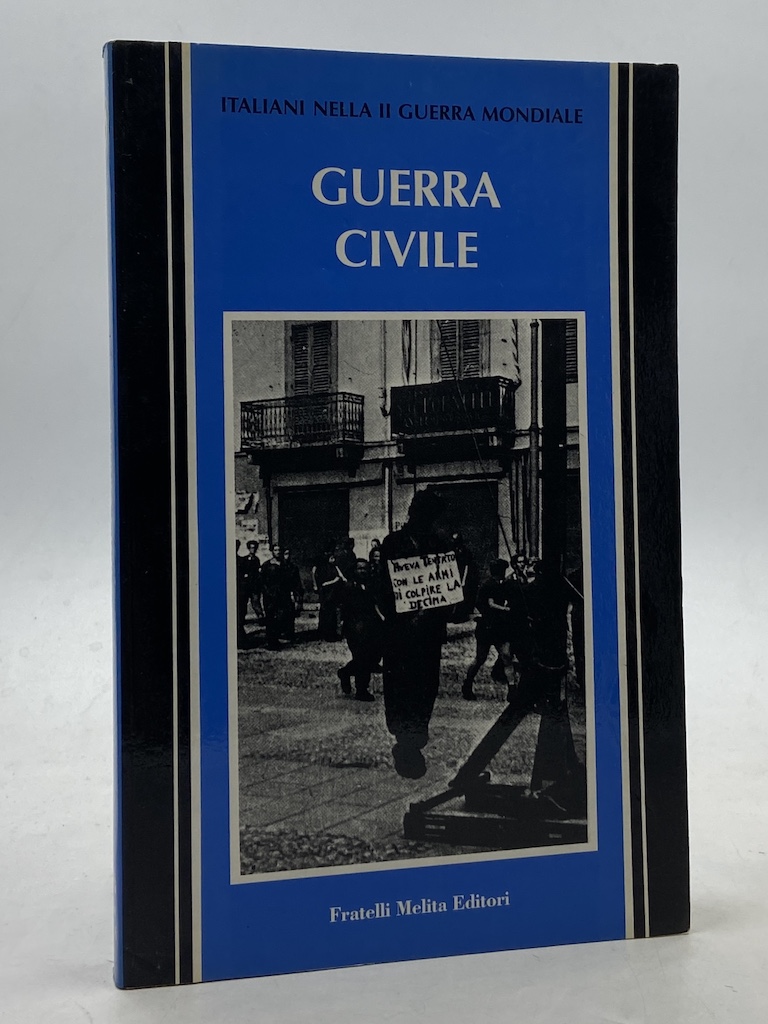 ITALIANI NELLA II GUERRA MONDIALE
GUERRA
CIVILE
AVEVA TENTATO
CON LE ARMI
DI COLPIRE LA
DECIMA
Fratelli Melita Editori